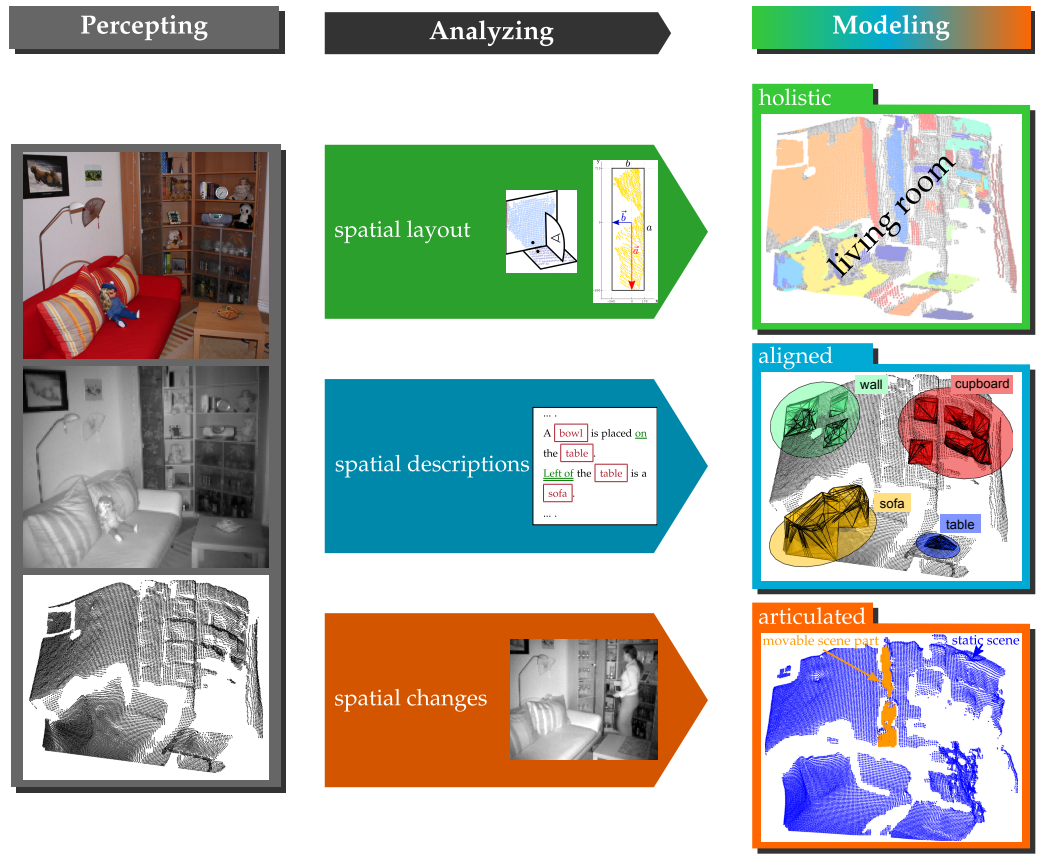 Percepting
Analyzing
Modeling
spatial layout
b
b
a
a
holistic
living room
spatial descriptions
... .
A bowl is placed on
the table.
Left of the table is a
sofa.
... .
aligned
wall
cupboard
sofa
table
spatial changes
articulated
movable scene part
static scene